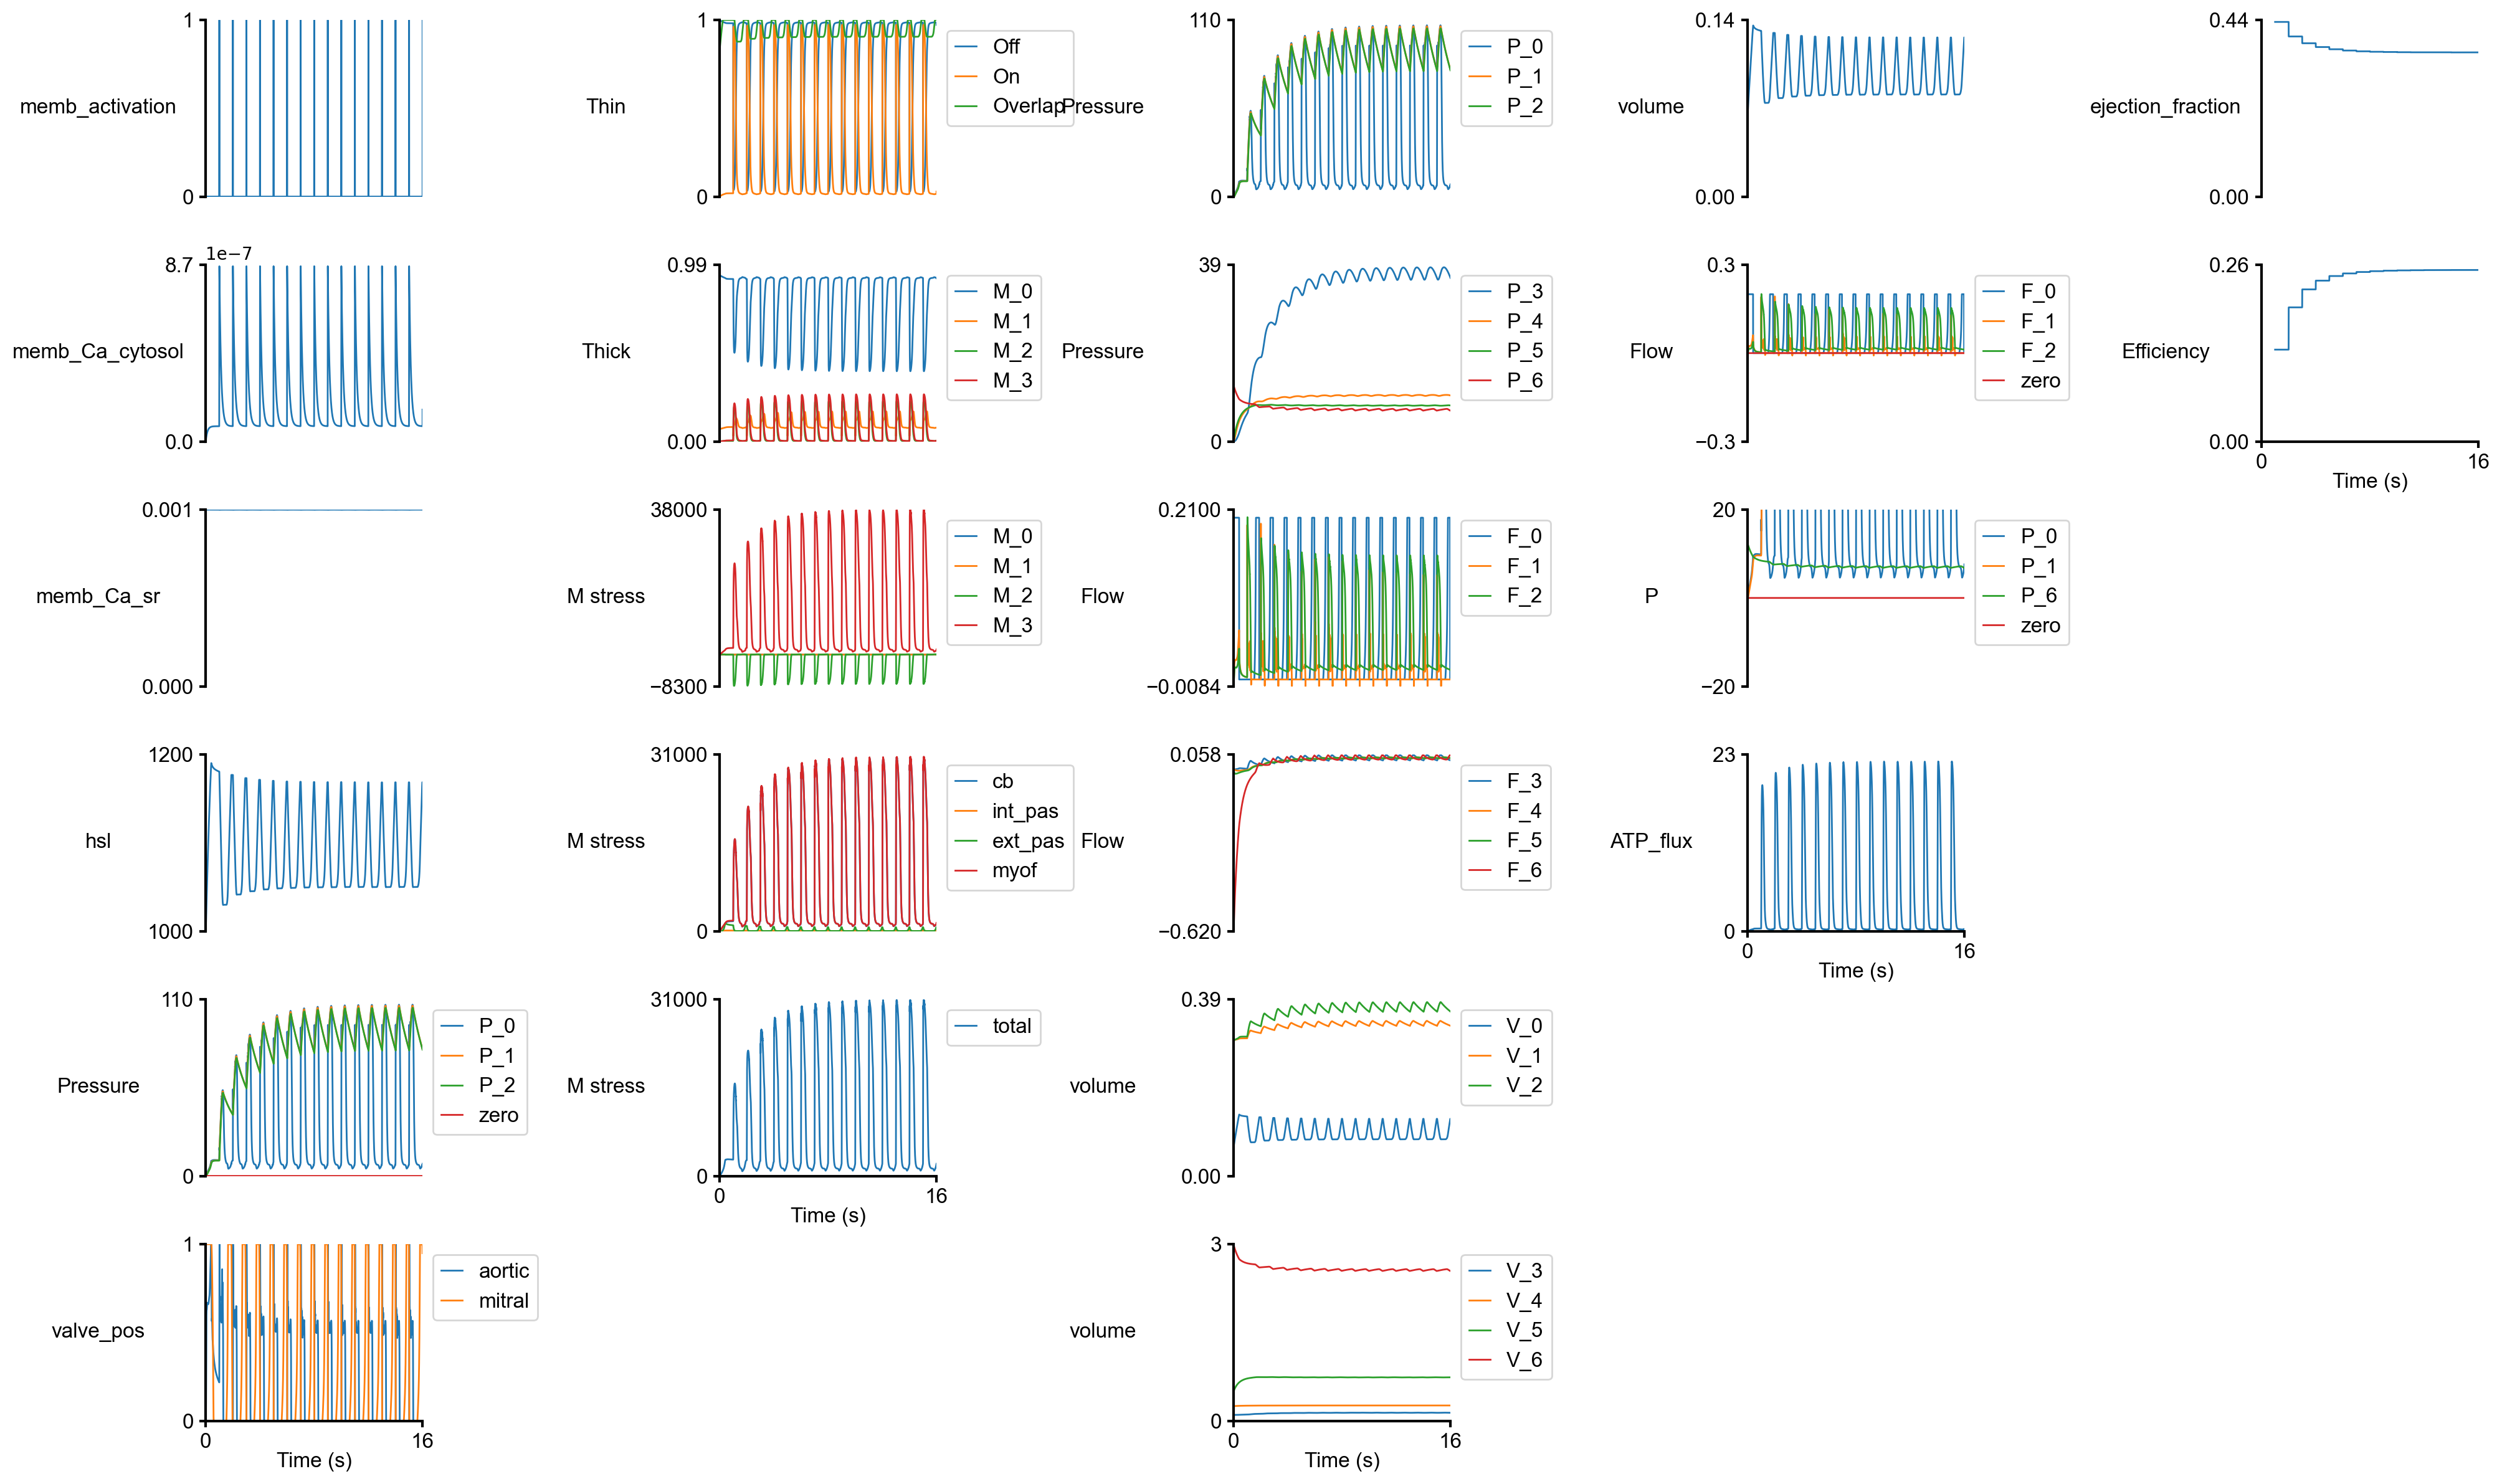 memb_activation
1
0
memb_Ca_cytosol
1e−7
8.7
0.0
memb_Ca_sr
0.001
0.000
hsl
1200
1000
Pressure
110
0
P_0
P_1
P_2
zero
valve_pos
1
0
0
16
Time (s)
aortic
mitral
Thin
1
0
Off
On
Overlap
Thick
0.99
0.00
M_0
M_1
M_2
M_3
M stress
38000
−8300
M_0
M_1
M_2
M_3
M stress
31000
0
cb
int_pas
ext_pas
myof
M stress
31000
0
0
16
Time (s)
total
Pressure
110
0
P_0
P_1
P_2
Pressure
39
0
P_3
P_4
P_5
P_6
Flow
0.2100
−0.0084
F_0
F_1
F_2
Flow
0.058
−0.620
F_3
F_4
F_5
F_6
volume
0.39
0.00
V_0
V_1
V_2
volume
3
0
0
16
Time (s)
V_3
V_4
V_5
V_6
volume
0.14
0.00
Flow
0.3
−0.3
F_0
F_1
F_2
zero
P
20
−20
P_0
P_1
P_6
zero
ATP_flux
23
0
0
16
Time (s)
ejection_fraction
0.44
0.00
Efficiency
0.26
0.00
0
16
Time (s)